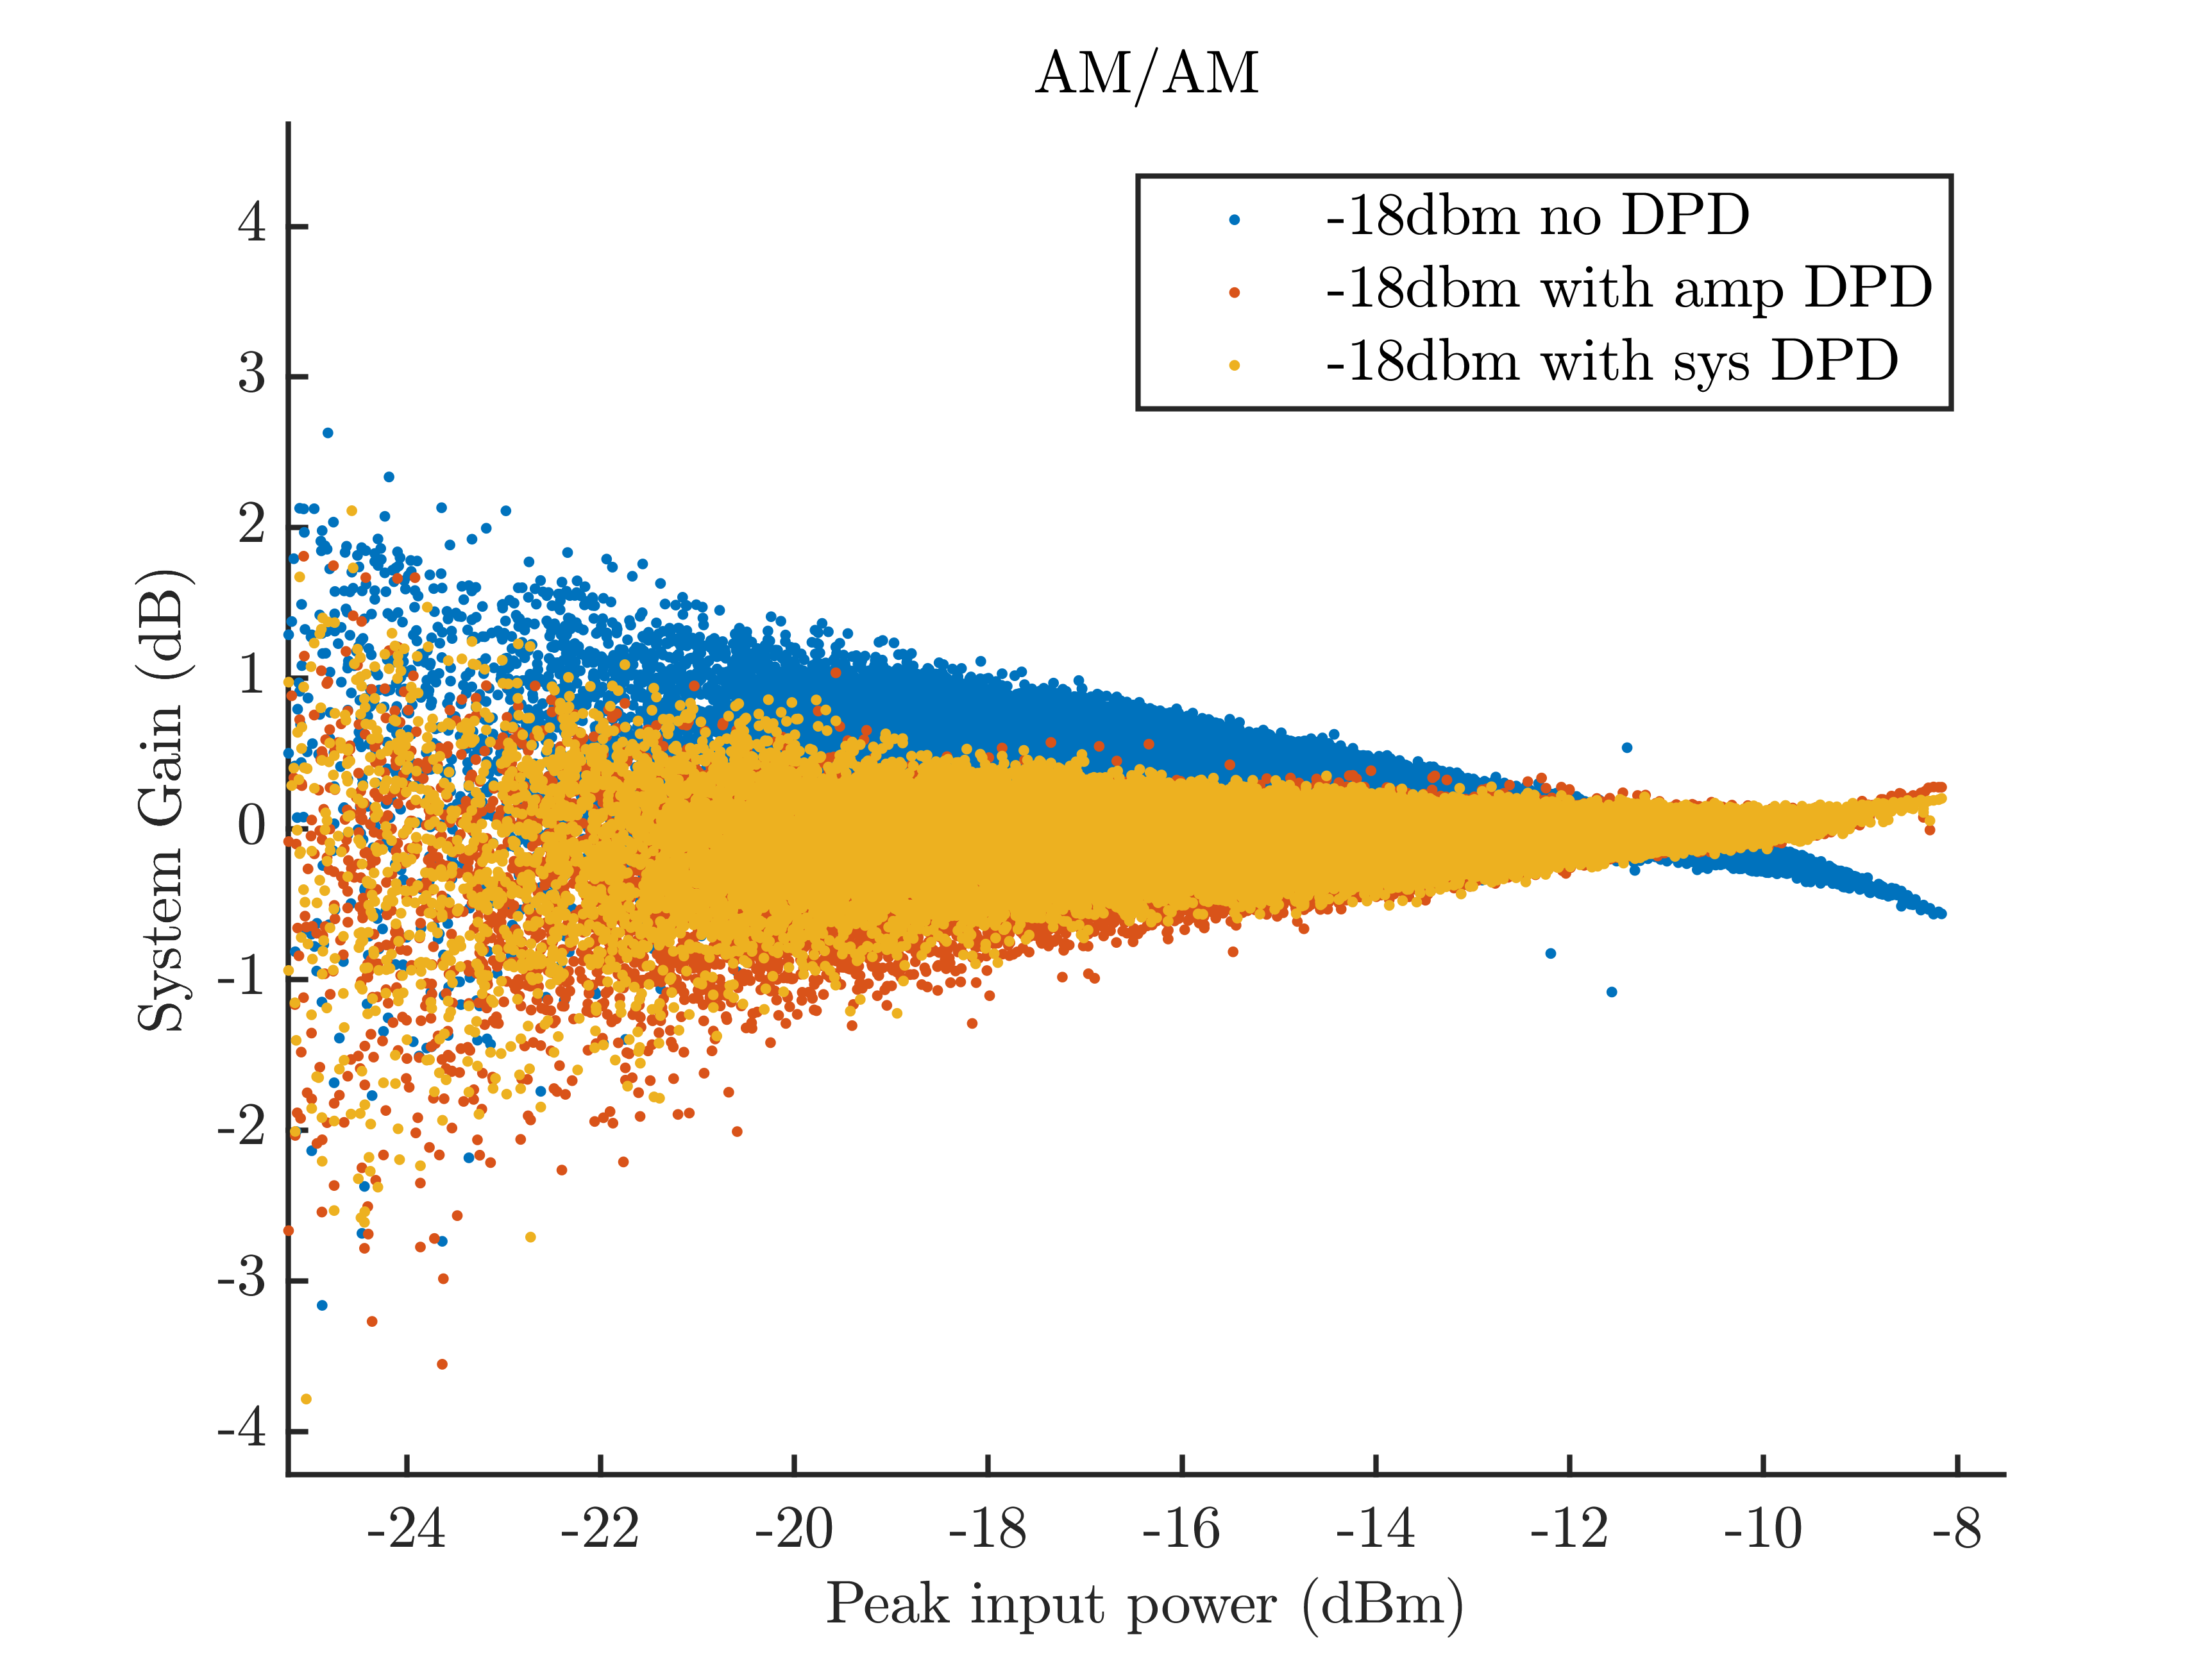 AM/AM
-18dbm no DPD
-18dbm with amp DPD
-18dbm with sys DPD
System Gain (dB)
4
3
2
1
0
-1
-2
-3
-4
-24 -22 -20 -18 -16 -14 -12 -10 -8
Peak input power (dBm)